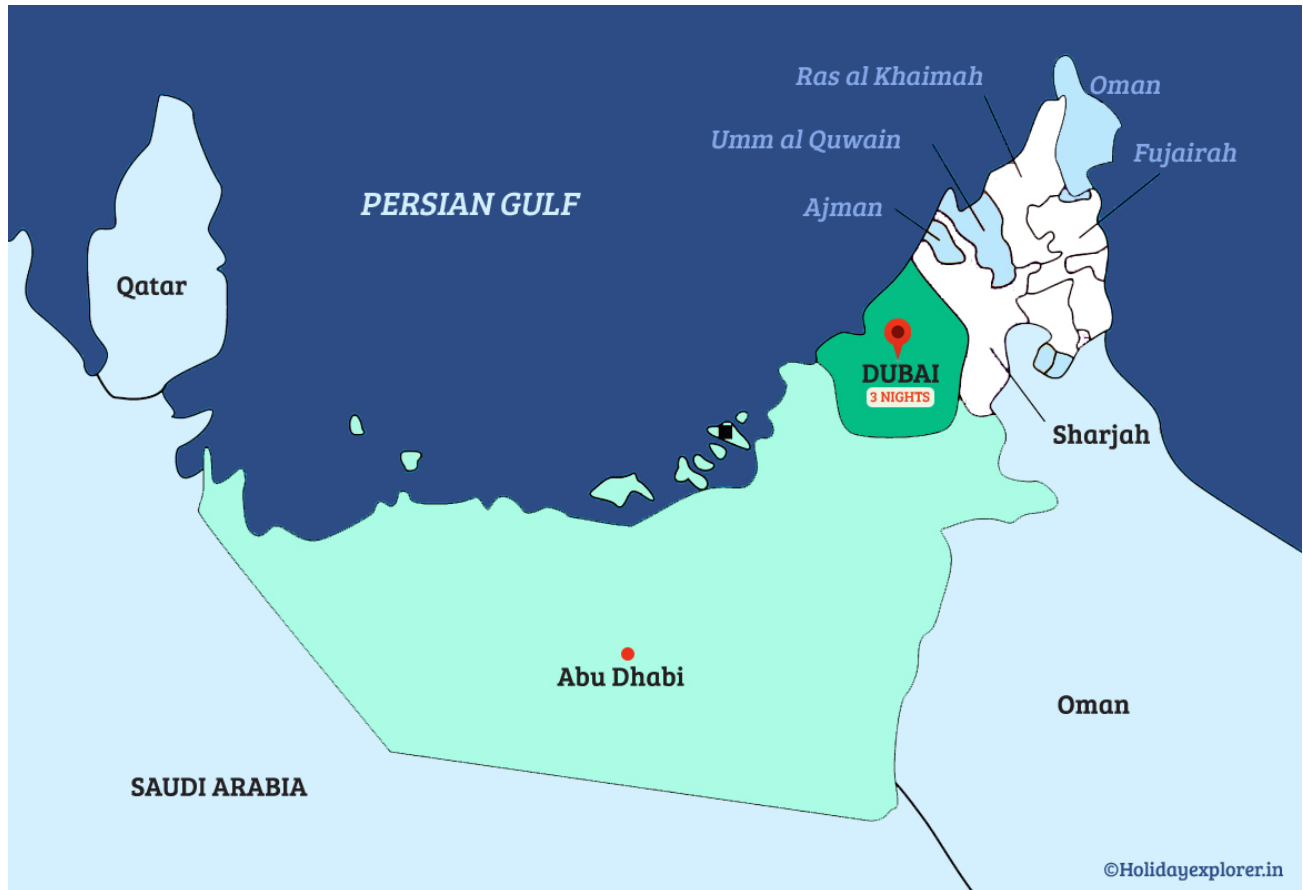 Ras al Khaimah
Oman
Umm al Quwain
Fujairah
PERSIAN GULF
Ajman
Qatar
DUBAI
3 NIGHTS
Sharjah
Abu Dhabi
Oman
SAUDI ARABIA
©Holidayexplorer.in